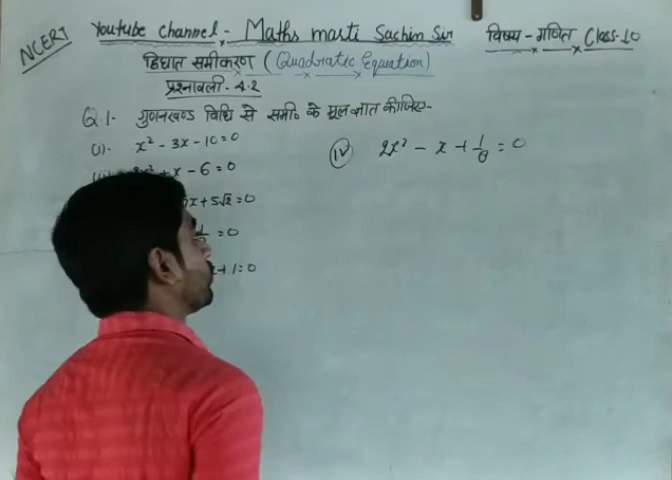 NCERT
Youtube channel - Maths masti Sachin Sir
विषय - गणित Class-10
द्विघात समीकरण (Quadratic Equation)
प्रश्नावली - 4.2
Q.1- गुणनखण्ड विधि से समी० के मूल ज्ञात कीजिए-
(i)- x² - 3x - 10 = 0
x - 6 = 0
x + 5√2 = 0
= 0
+ 1 = 0
(iv) 2x² - x + 1/8 = 0